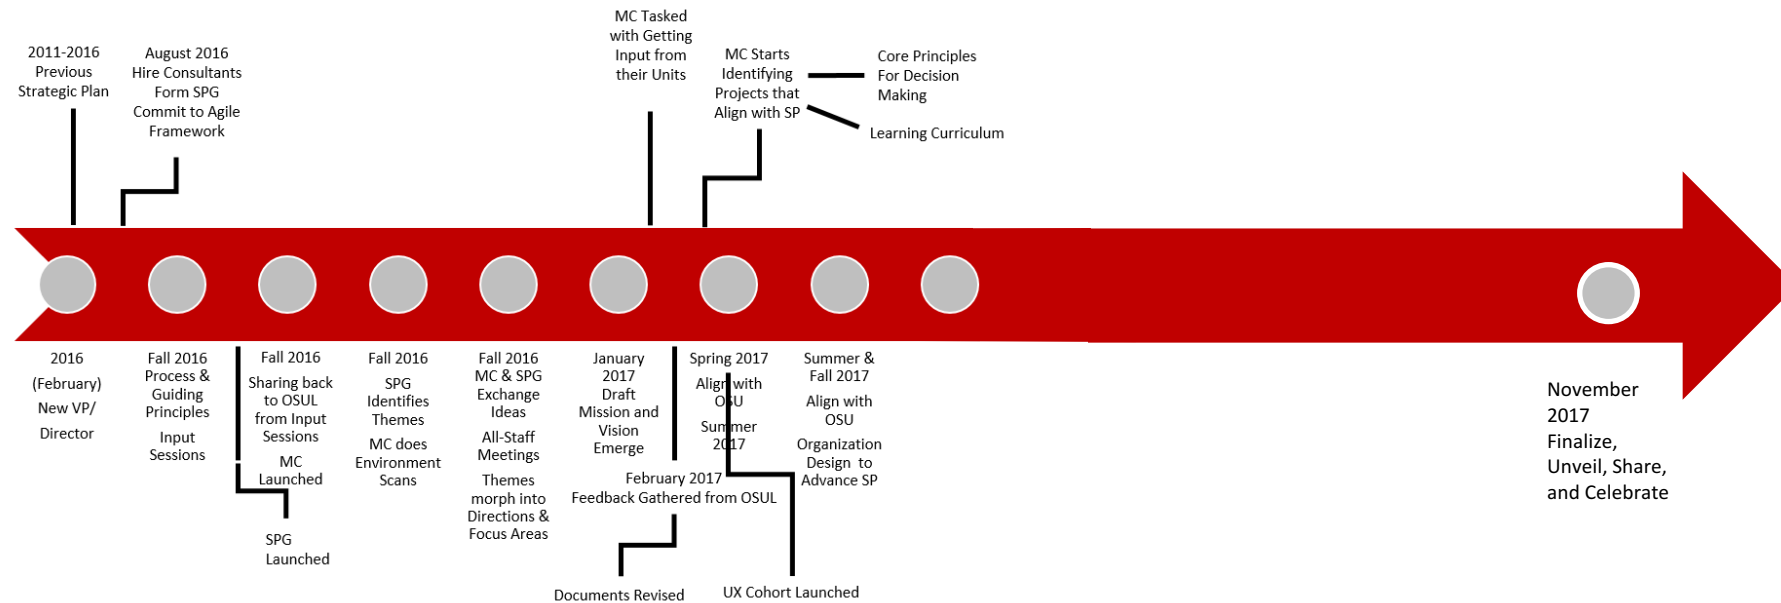 2011-2016
Previous
Strategic Plan
August 2016
Hire Consultants
Form SPG
Commit to Agile
Framework
MC Tasked
with Getting
Input from
their Units
MC Starts
Identifying
Projects that
Align with SP
Core Principles
For Decision
Making
Learning Curriculum
2016
(February)
New VP/
Director
Fall 2016
Process &
Guiding
Principles
Input
Sessions
Fall 2016
Sharing back
to OSUL
from Input
Sessions
MC
Launched
SPG
Launched
Fall 2016
SPG
Identifies
Themes
MC does
Environment
Scans
Fall 2016
MC & SPG
Exchange
Ideas
All-Staff
Meetings
Themes
morph into
Directions &
Focus Areas
January
2017
Draft
Mission and
Vision
Emerge
February 2017
Feedback Gathered from OSUL
Documents Revised
Spring 2017
Align with
OSU
Summer
2017
UX Cohort Launched
Summer &
Fall 2017
Align with
OSU
Organization
Design to
Advance SP
November
2017
Finalize,
Unveil, Share,
and Celebrate